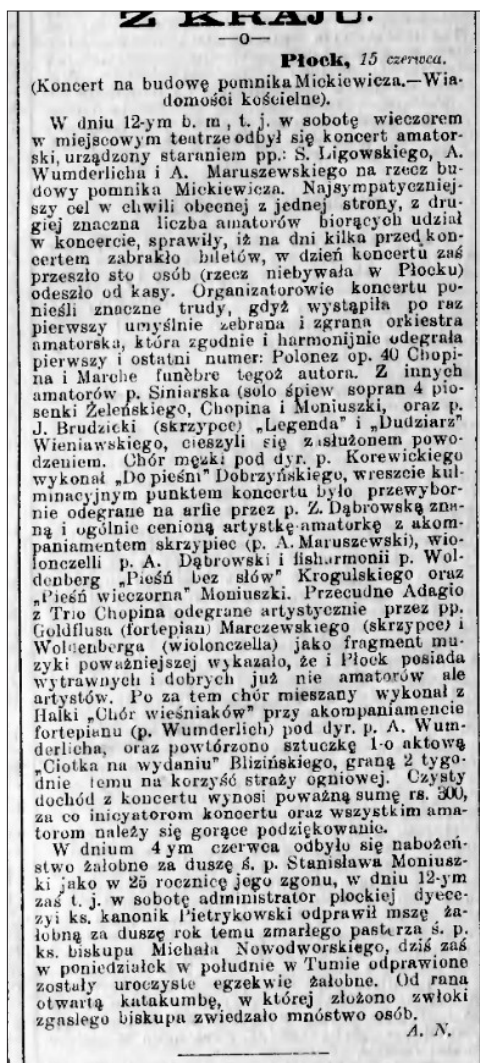 Z KRAJU.
—o—
Płock, 15 czerwca.
(Koncert na budowę pomnika Mickiewicza.—Wia-
domości kościelne).
W dniu 12-ym b. m, t. j. w sobotę wieczorem
w miejscowym teatrze odbył się koncert amator-
ski, urządzony staraniem pp.: S. Ligowskiego, A.
Wumderlicha i A. Maruszewskiego na rzecz bu-
dowy pomnika Mickiewicza. Najsympatyczniej-
szy cel w chwili obecnej z jednej strony, z dru-
giej znaczna liczba amatorów biorących udział
w koncercie, sprawiły, iż na dni kilka przed kon-
certem zabrakło biletów, w dzień koncertu zaś
przeszło sto osób (rzecz niebywała w Płocku)
odeszło od kasy. Organizatorowie koncertu po-
nieśli znaczne trudy, gdyż wystąpiła po raz
pierwszy umyślnie zebrana i zgrana orkiestra
amatorska, która zgodnie i harmonijnie odegrała
pierwszy i ostatni numer: Polonez op. 40 Chopi-
na i Marche funèbre tegoż autora. Z innych
amatorów p. Siniarska (solo śpiew sopran 4 pio-
senki Żeleńskiego, Chopina i Moniuszki, oraz p.
J. Brudzicki (skrzypce) „Legenda" i „Dudziarz"
Wieniawskiego, cieszyli się zasłużonem powo-
dzeniem. Chór męzki pod dyr. p. Korewickiego
wykonał „Do pieśni" Dobrzyńskiego, wreszcie kul-
minacyjnym punktem koncertu było przewybor-
nie odegrane na arfie przez p. Z. Dąbrowską zna-
ną i ogólnie cenioną artystkę-amatorkę z akom-
paniamentem skrzypiec (p. A. Maruszewski), wio-
lonczelli p. A. Dąbrowski i fisharmonii p. Wol-
denberg „Pieśń bez słów" Krogulskiego oraz
„Pieśń wieczorna" Moniuszki. Przecudne Adagio
z Trio Chopina odegrane artystycznie przez pp.
Goldflusa (fortepian) Marczewskiego (skrzypce) i
Woldenberga (wiolonczella) jako fragment mu-
zyki poważniejszej wykazało, że i Płock posiada
wytrawnych i dobrych już nie amatorów ale
artystów. Po za tem chór mieszany wykonał z
Halki „Chór wieśniaków" przy akompaniamencie
fortepianu (p. Wumderlich) pod dyr. p. A. Wum-
derlicha, oraz powtórzono sztuczkę 1-o aktową
„Ciotka na wydaniu" Blizińskiego, graną 2 tygo-
dnie temu na korzyść straży ogniowej. Czysty
dochód z koncertu wynosi poważną sumę rs. 300,
za co inicyatorom koncertu oraz wszystkim ama-
torom należy się gorące podziękowanie.
W dnium 4 ym czerwca odbyło się nabożeń-
stwo żałobne za duszę ś. p. Stanisława Moniusz-
ki jako w 25 rocznicę jego zgonu, w dniu 12-ym
zaś t. j. w sobotę administrator płockiej dyece-
zyi ks. kanonik Pietrykowski odprawił mszę ża-
łobną za duszę rok temu zmarłego pasterza ś. p.
ks. biskupa Michała Nowodworskiego, dziś zaś
w poniedziałek w południe w Tumie odprawione
zostały uroczyste egzekwie żałobne. Od rana
otwartą katakumbę, w której złożono zwłoki
zgasłego biskupa zwiedzało mnóstwo osób.
A. N.